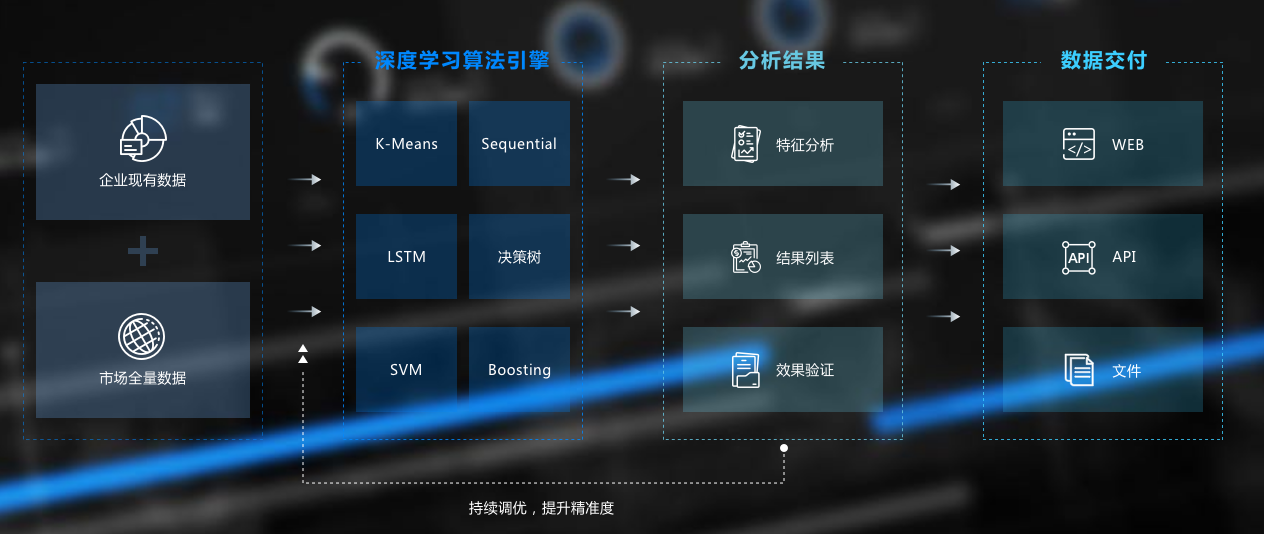 深度学习算法引擎
分析结果
数据交付
企业现有数据
市场全量数据
K-Means
Sequential
LSTM
决策树
SVM
Boosting
特征分析
结果列表
效果验证
WEB
API
API
文件
持续调优，提升精准度